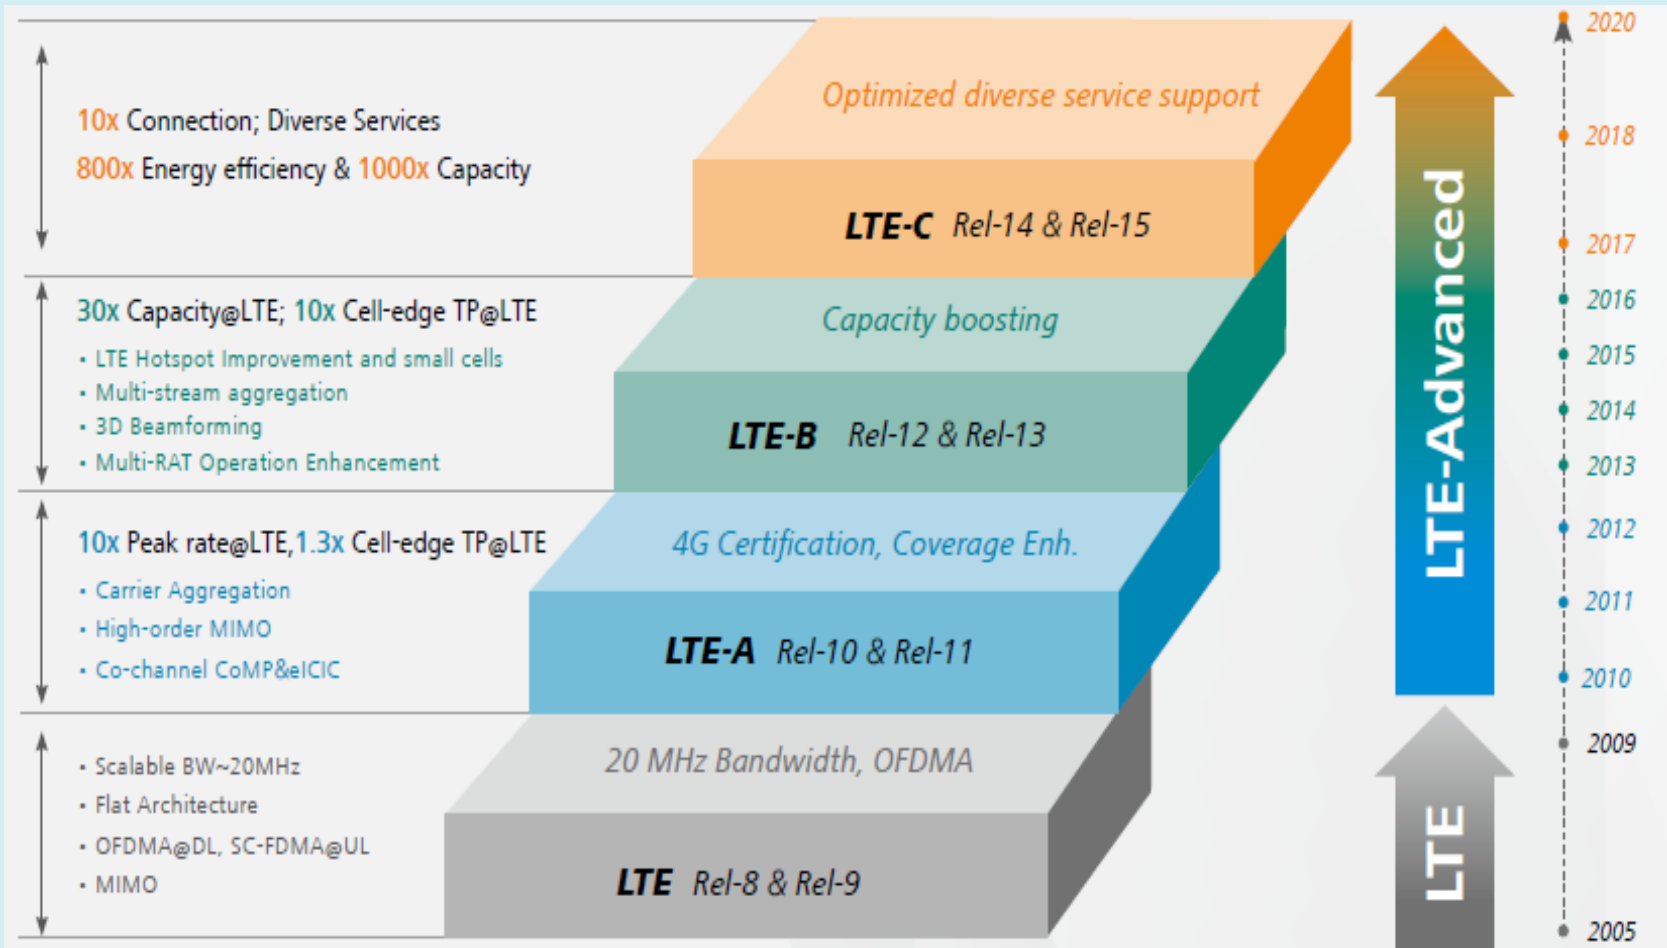 10x Connection; Diverse Services
800x Energy efficiency & 1000x Capacity
Optimized diverse service support
LTE-C Rel-14 & Rel-15
30x Capacity@LTE; 10x Cell-edge TP@LTE
• LTE Hotspot Improvement and small cells
• Multi-stream aggregation
• 3D Beamforming
• Multi-RAT Operation Enhancement
Capacity boosting
LTE-B Rel-12 & Rel-13
10x Peak rate@LTE,1.3x Cell-edge TP@LTE
• Carrier Aggregation
• High-order MIMO
• Co-channel CoMP&eICIC
4G Certification, Coverage Enh.
LTE-A Rel-10 & Rel-11
• Scalable BW~20MHz
• Flat Architecture
• OFDMA@DL, SC-FDMA@UL
• MIMO
20 MHz Bandwidth, OFDMA
LTE Rel-8 & Rel-9
LTE-Advanced
LTE
2020
2018
2017
2016
2015
2014
2013
2012
2011
2010
2009
2005